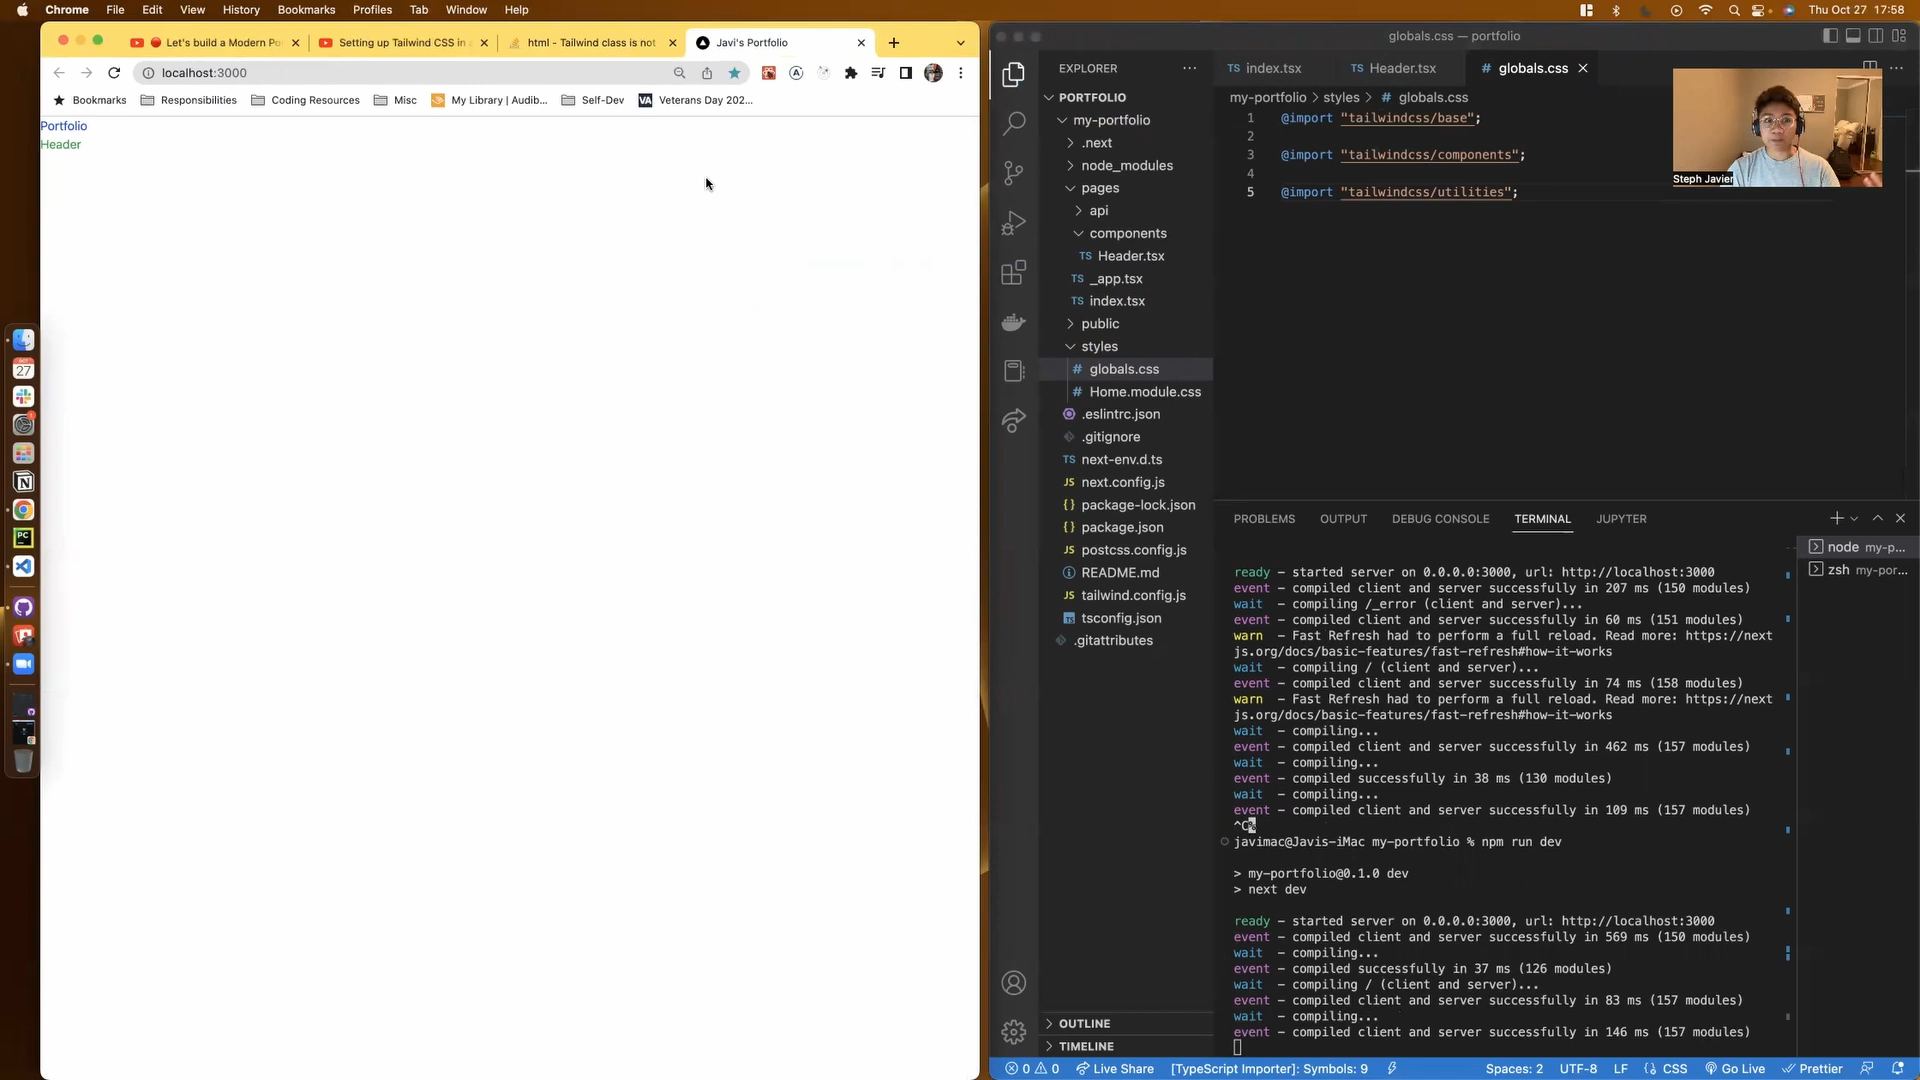 Chrome File Edit View History Bookmarks Profiles Tab Window Help
Thu Oct 27 17:58
Let's build a Modern Po
Setting up Tailwind CSS in
html - Tailwind class is not
Javi's Portfolio
localhost:3000
Bookmarks
Responsibilities
Coding Resources
Misc
My Library | Audib...
Self-Dev
VA
Veterans Day 202...
Portfolio
Header
OCT
27
PC
globals.css — portfolio
EXPLORER
PORTFOLIO
my-portfolio
.next
node_modules
pages
api
components
TS Header.tsx
TS _app.tsx
TS index.tsx
public
styles
# globals.css
# Home.module.css
.eslintrc.json
.gitignore
TS next-env.d.ts
JS next.config.js
{ } package-lock.json
{ } package.json
JS postcss.config.js
README.md
JS tailwind.config.js
tsconfig.json
.gitattributes
OUTLINE
TIMELINE
TS index.tsx
TS Header.tsx
# globals.css
my-portfolio > styles > # globals.css
1 @import "tailwindcss/base";
2
3 @import "tailwindcss/components";
4
5 @import "tailwindcss/utilities";
Steph Javier
PROBLEMS OUTPUT DEBUG CONSOLE TERMINAL JUPYTER
node my-p...
zsh my-por...
ready - started server on 0.0.0.0:3000, url: http://localhost:3000
event - compiled client and server successfully in 207 ms (150 modules)
wait - compiling /_error (client and server)...
event - compiled client and server successfully in 60 ms (151 modules)
warn - Fast Refresh had to perform a full reload. Read more: https://next
js.org/docs/basic-features/fast-refresh#how-it-works
wait - compiling / (client and server)...
event - compiled client and server successfully in 74 ms (158 modules)
warn - Fast Refresh had to perform a full reload. Read more: https://next
js.org/docs/basic-features/fast-refresh#how-it-works
wait - compiling...
event - compiled client and server successfully in 462 ms (157 modules)
wait - compiling...
event - compiled successfully in 38 ms (130 modules)
wait - compiling...
event - compiled client and server successfully in 109 ms (157 modules)
^C%
javimac@Javis-iMac my-portfolio % npm run dev
> my-portfolio@0.1.0 dev
> next dev
ready - started server on 0.0.0.0:3000, url: http://localhost:3000
event - compiled client and server successfully in 569 ms (150 modules)
wait - compiling...
event - compiled successfully in 37 ms (126 modules)
wait - compiling / (client and server)...
event - compiled client and server successfully in 83 ms (157 modules)
wait - compiling...
event - compiled client and server successfully in 146 ms (157 modules)
0 0 Live Share [TypeScript Importer]: Symbols: 9 Spaces: 2 UTF-8 LF { } CSS Go Live Prettier